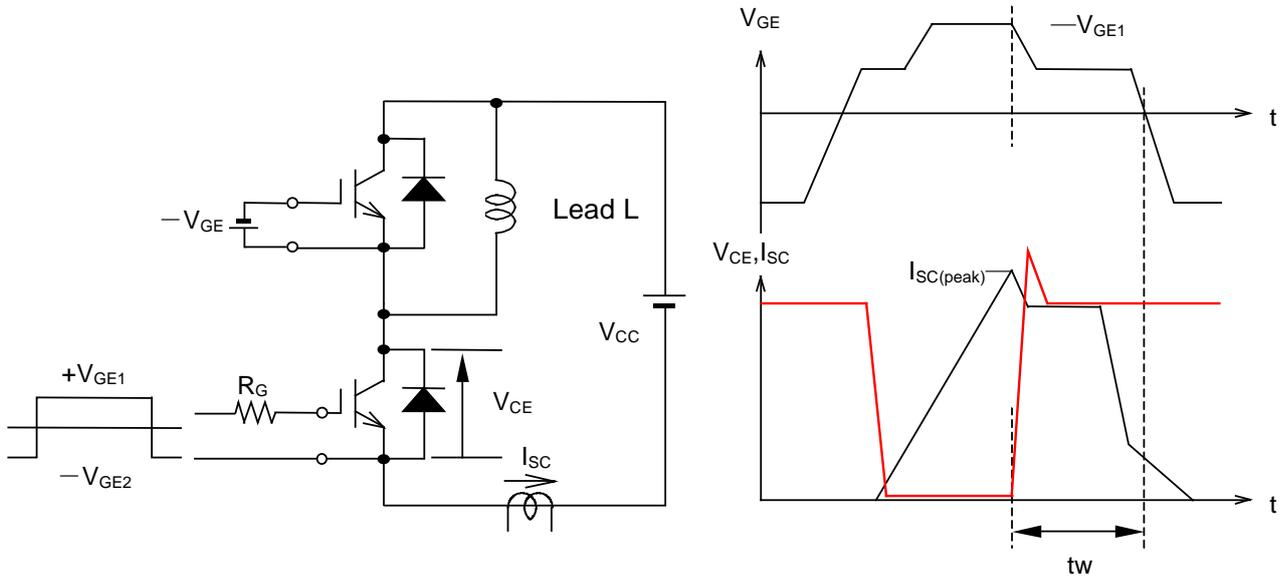 —VGE
Lead L
VCC
+VGE1
RG
—VGE2
VCE
ISC
VGE
—VGE1
t
VCE,ISC
ISC(peak)
t
tw